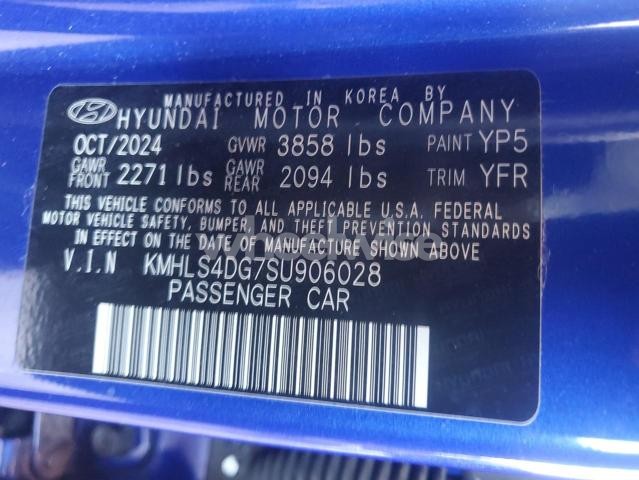 MANUFACTURED IN KOREA BY
HYUNDAI MOTOR COMPANY
OCT/2024 GVWR 3858 lbs PAINT YP5
GAWR FRONT 2271 lbs GAWR REAR 2094 lbs TRIM YFR
THIS VEHICLE CONFORMS TO ALL APPLICABLE U.S.A. FEDERAL
MOTOR VEHICLE SAFETY, BUMPER, AND THEFT PREVENTION STANDARDS
IN EFFECT ON THE DATE OF MANUFACTURE SHOWN ABOVE.
V.I.N KMHLS4DG7SU906028
PASSENGER CAR